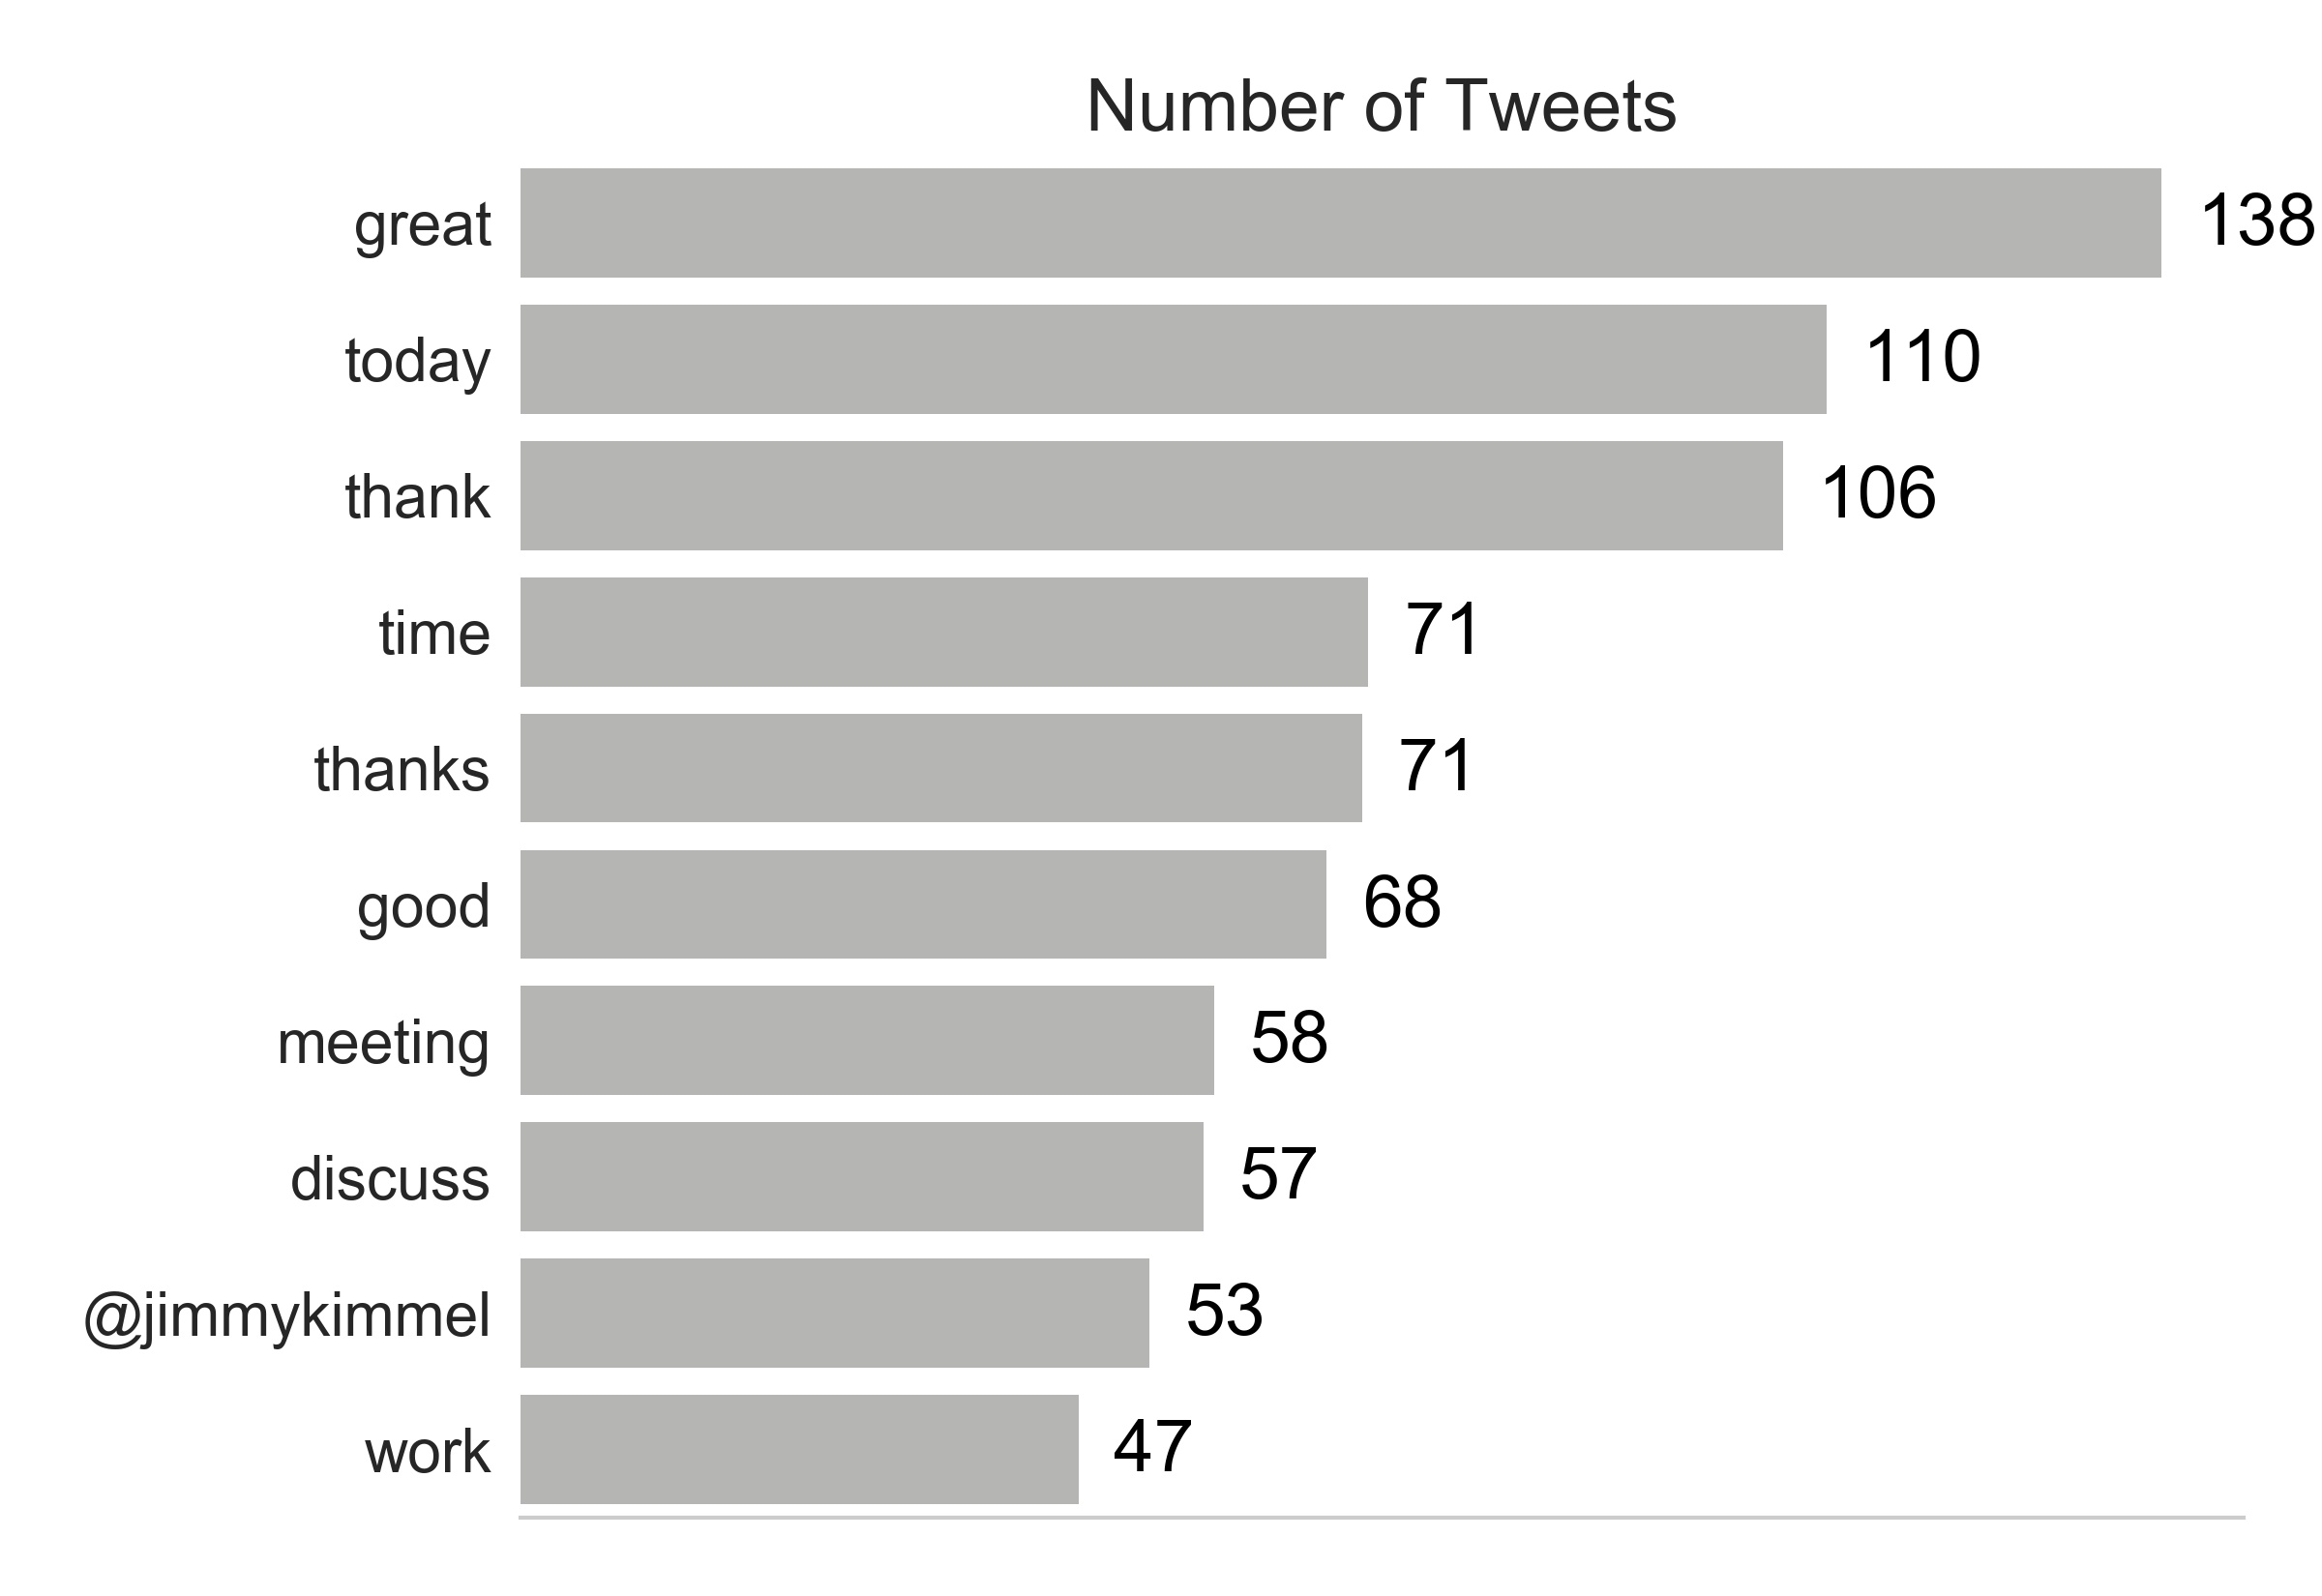 Number of Tweets
great 138
today 110
thank 106
time 71
thanks 71
good 68
meeting 58
discuss 57
@jimmykimmel 53
work 47